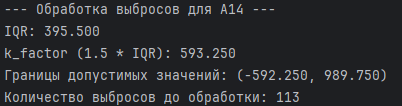 --- Обработка выбросов для A14 ---
IQR: 395.500
k_factor (1.5 * IQR): 593.250
Границы допустимых значений: (-592.250, 989.750)
Количество выбросов до обработки: 113